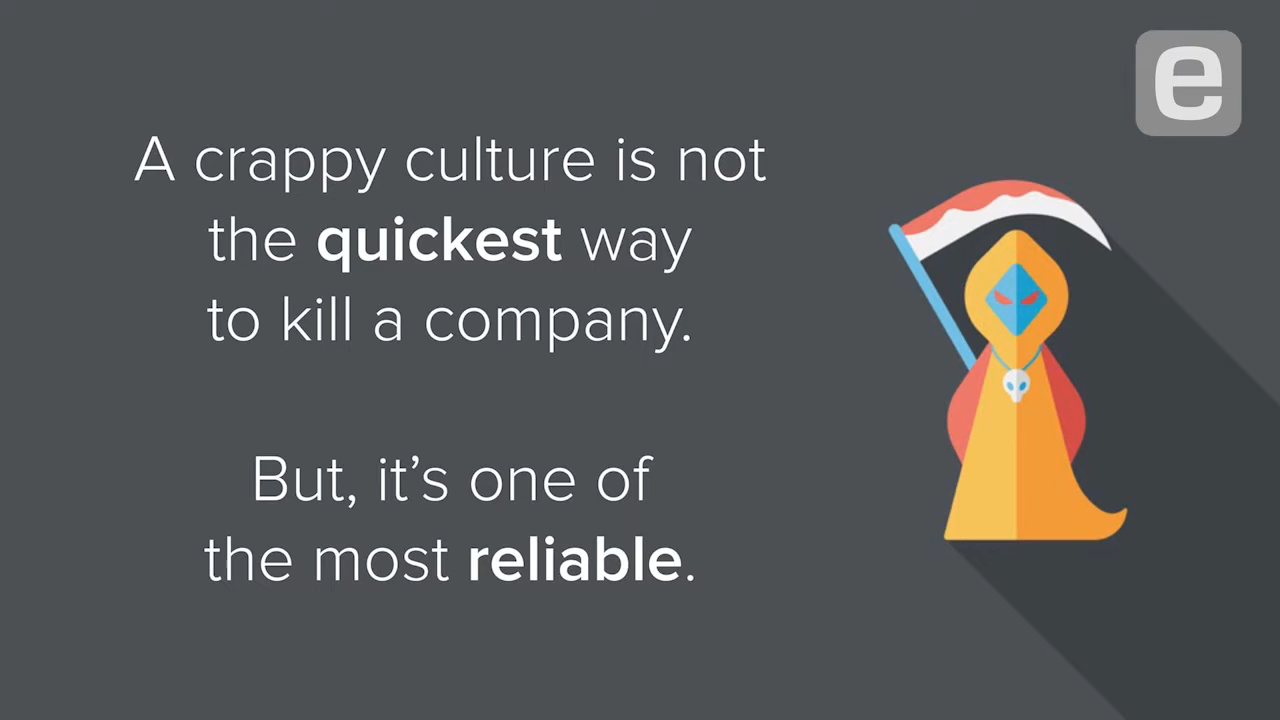 e
A crappy culture is not
the quickest way
to kill a company.
But, it’s one of
the most reliable.